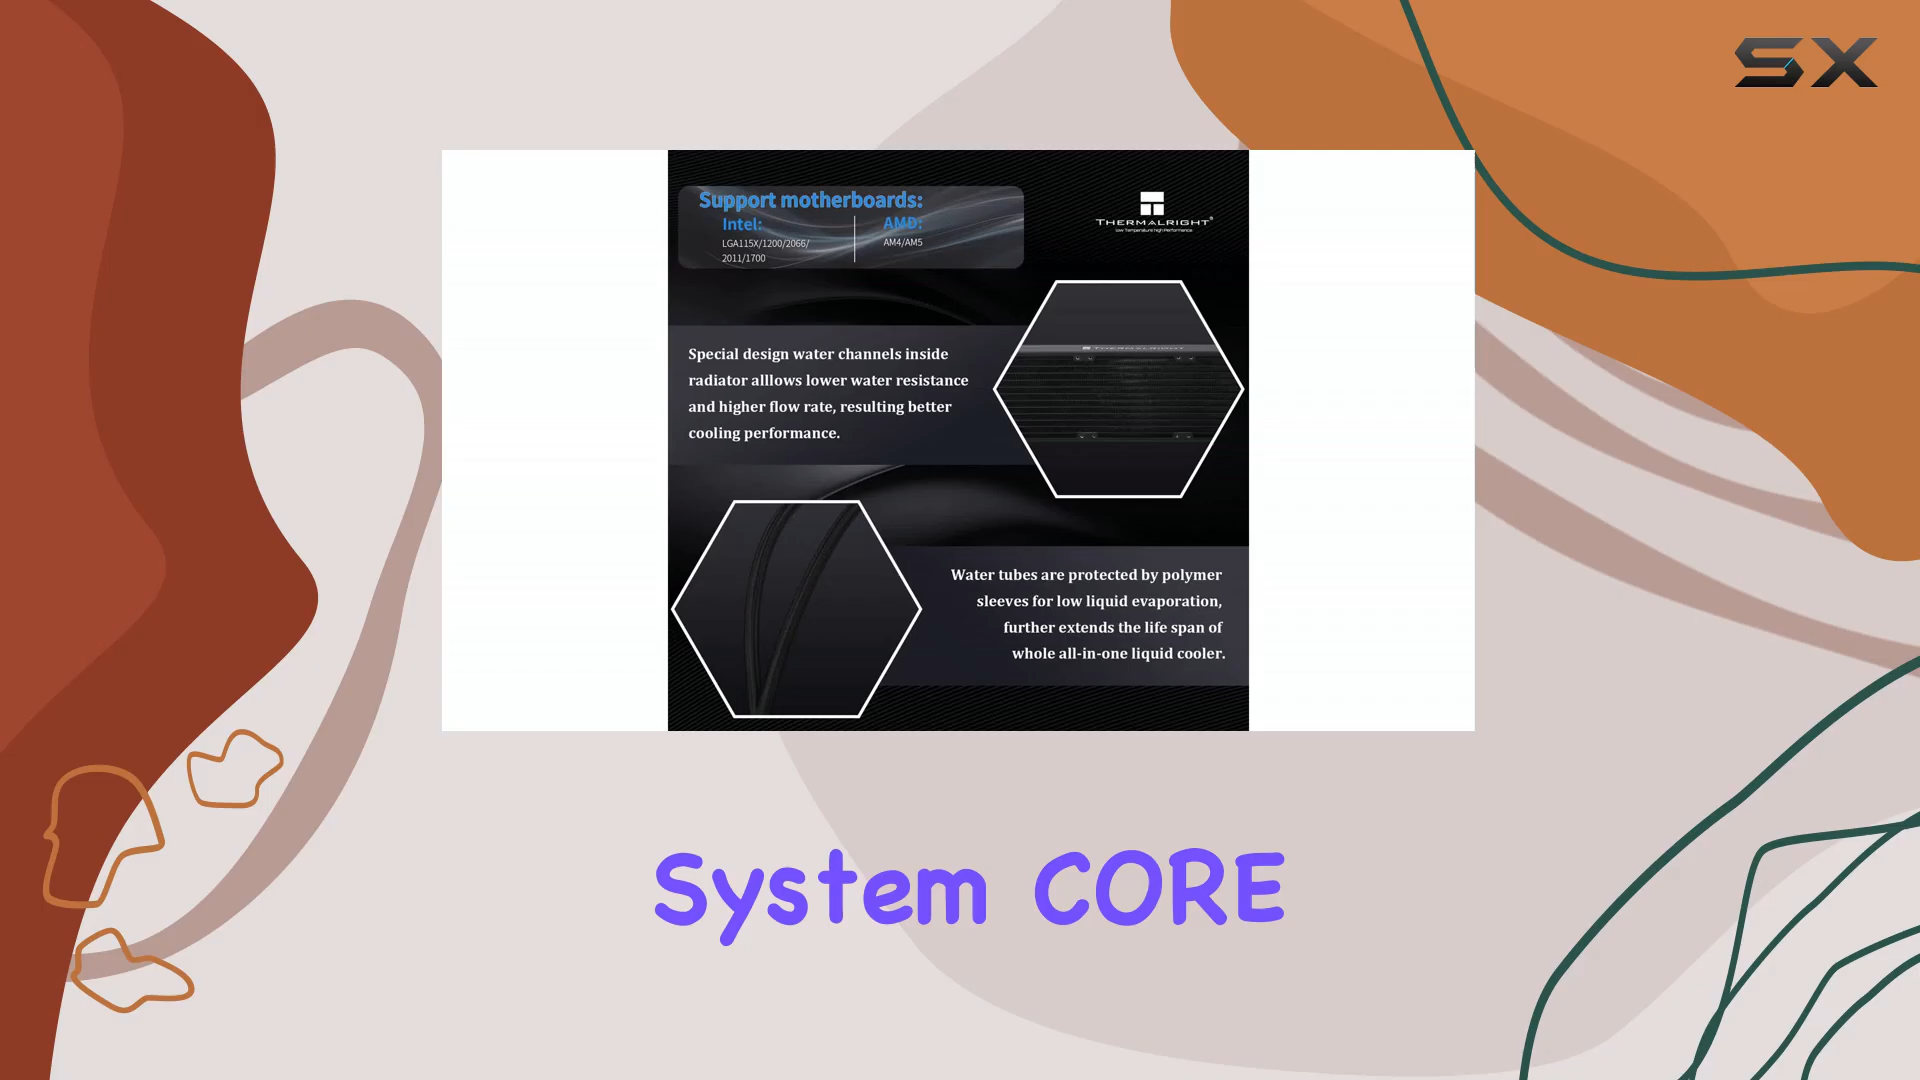 SX
Support motherboards:
Intel:
LGA115X/1200/2066/
2011/1700
AMD:
AM4/AM5
THERMALRIGHT®
Low Temperature High Performance
Special design water channels inside
radiator alllows lower water resistance
and higher flow rate, resulting better
cooling performance.
THERMALRIGHT
Water tubes are protected by polymer
sleeves for low liquid evaporation,
further extends the life span of
whole all-in-one liquid cooler.
System CORE